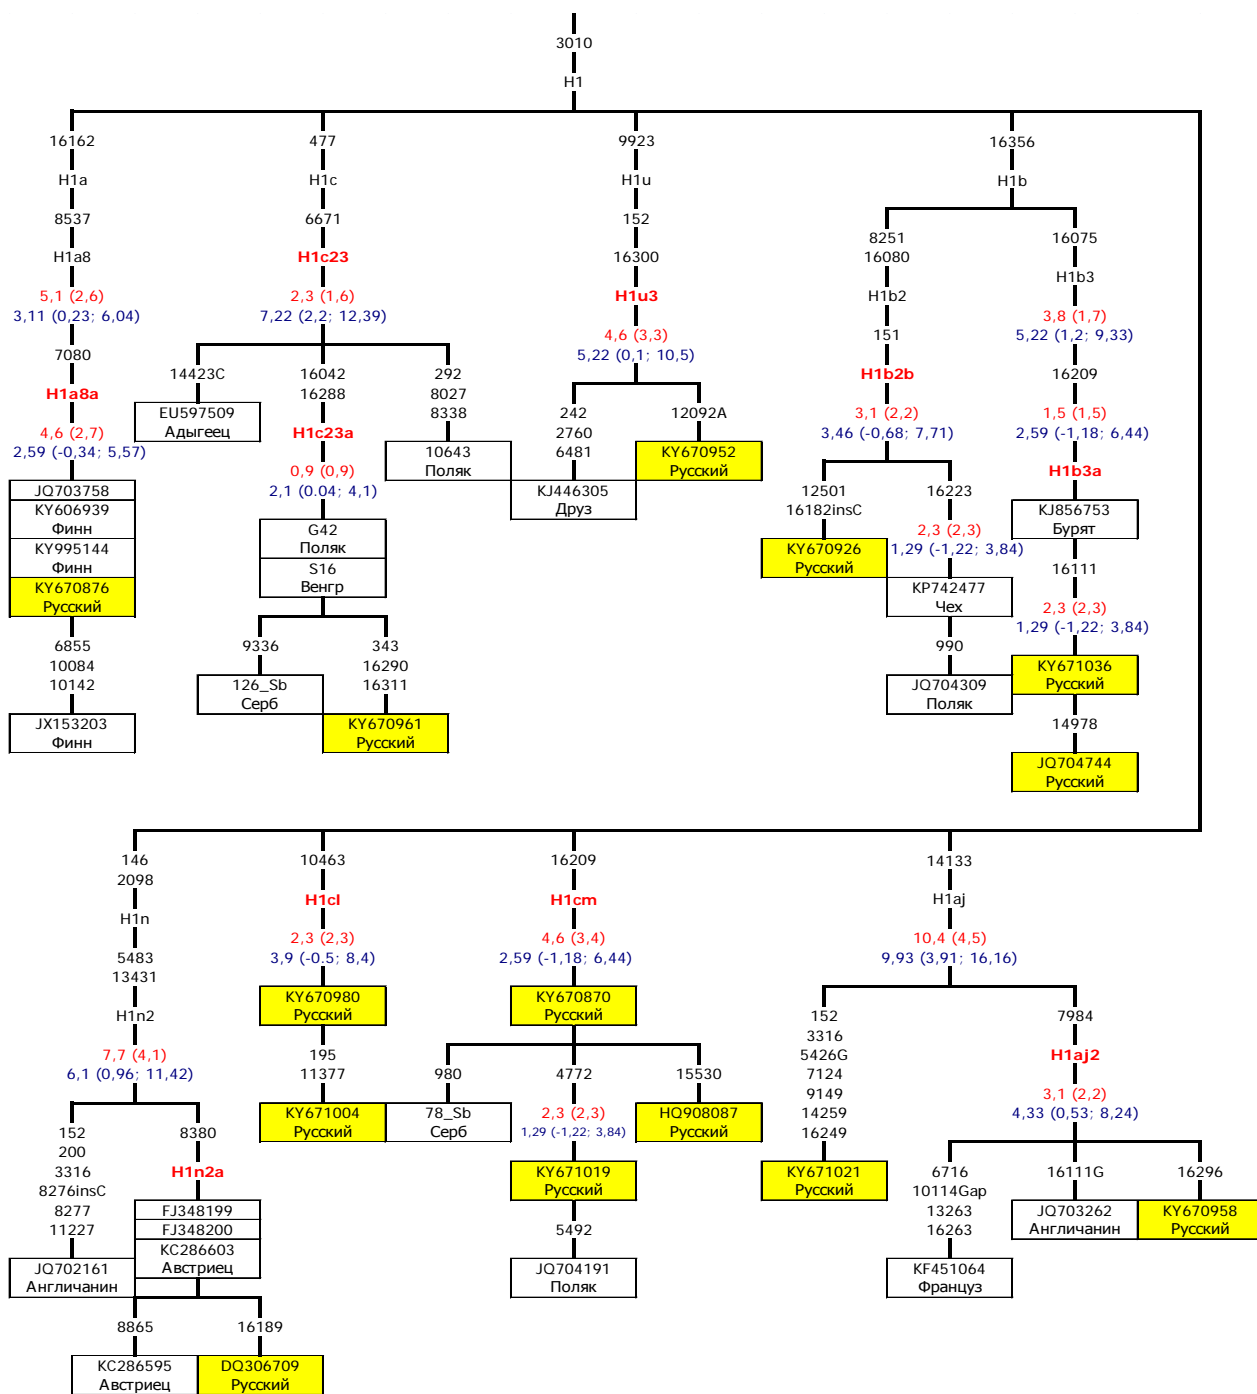 3010
H1
16162
H1a
8537
H1a8
5,1 (2,6)
3,11 (0,23; 6,04)
7080
H1a8a
4,6 (2,7)
2,59 (-0,34; 5,57)
JQ703758
KY606939
Финн
KY995144
Финн
KY670876
Русский
6855
10084
10142
JX153203
Финн
477
H1c
6671
H1c23
2,3 (1,6)
7,22 (2,2; 12,39)
14423C
EU597509
Адыгеец
16042
16288
H1c23a
0,9 (0,9)
2,1 (0.04; 4,1)
G42
Поляк
S16
Венгр
9336
126_Sb
Серб
343
16290
16311
KY670961
Русский
292
8027
8338
10643
Поляк
9923
H1u
152
16300
H1u3
4,6 (3,3)
5,22 (0,1; 10,5)
242
2760
6481
KJ446305
Друз
12092A
KY670952
Русский
16356
H1b
8251
16080
H1b2
151
H1b2b
3,1 (2,2)
3,46 (-0,68; 7,71)
12501
16182insC
KY670926
Русский
16223
2,3 (2,3)
1,29 (-1,22; 3,84)
KP742477
Чех
990
JQ704309
Поляк
16075
H1b3
3,8 (1,7)
5,22 (1,2; 9,33)
16209
1,5 (1,5)
2,59 (-1,18; 6,44)
H1b3a
KJ856753
Бурят
16111
2,3 (2,3)
1,29 (-1,22; 3,84)
KY671036
Русский
14978
JQ704744
Русский
146
2098
H1n
5483
13431
H1n2
7,7 (4,1)
6,1 (0,96; 11,42)
152
200
3316
8276insC
8277
11227
JQ702161
Англичанин
8380
H1n2a
FJ348199
FJ348200
KC286603
Австриец
8865
KC286595
Австриец
16189
DQ306709
Русский
10463
H1cl
2,3 (2,3)
3,9 (-0.5; 8,4)
KY670980
Русский
195
11377
KY671004
Русский
16209
H1cm
4,6 (3,4)
2,59 (-1,18; 6,44)
KY670870
Русский
980
78_Sb
Серб
4772
2,3 (2,3)
1,29 (-1,22; 3,84)
KY671019
Русский
5492
JQ704191
Поляк
15530
HQ908087
Русский
14133
H1aj
10,4 (4,5)
9,93 (3,91; 16,16)
152
3316
5426G
7124
9149
14259
16249
KY671021
Русский
7984
H1aj2
3,1 (2,2)
4,33 (0,53; 8,24)
6716
10114Gap
13263
16263
KF451064
Француз
16111G
JQ703262
Англичанин
16296
KY670958
Русский